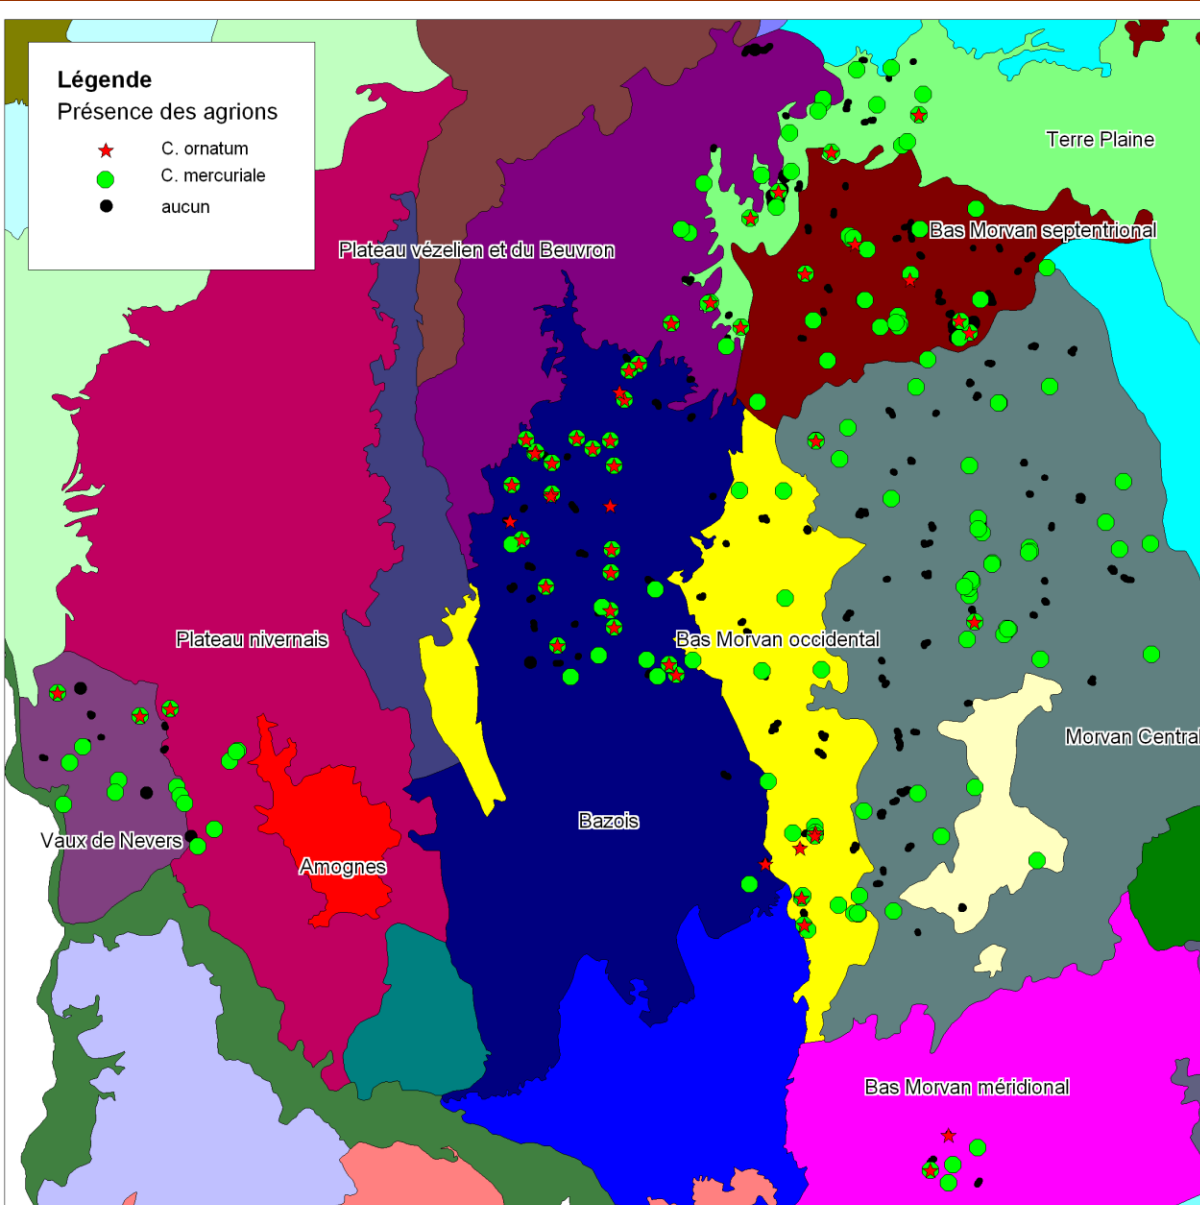 Légende
Présence des agrions
C. ornatum
C. mercuriale
aucun
Terre Plaine
Bas Morvan septentrional
Plateau vézelien et du Beuvron
Plateau nivernais
Bas Morvan occidental
Morvan Central
Bazois
Vaux de Nevers
Amognes
Bas Morvan méridional